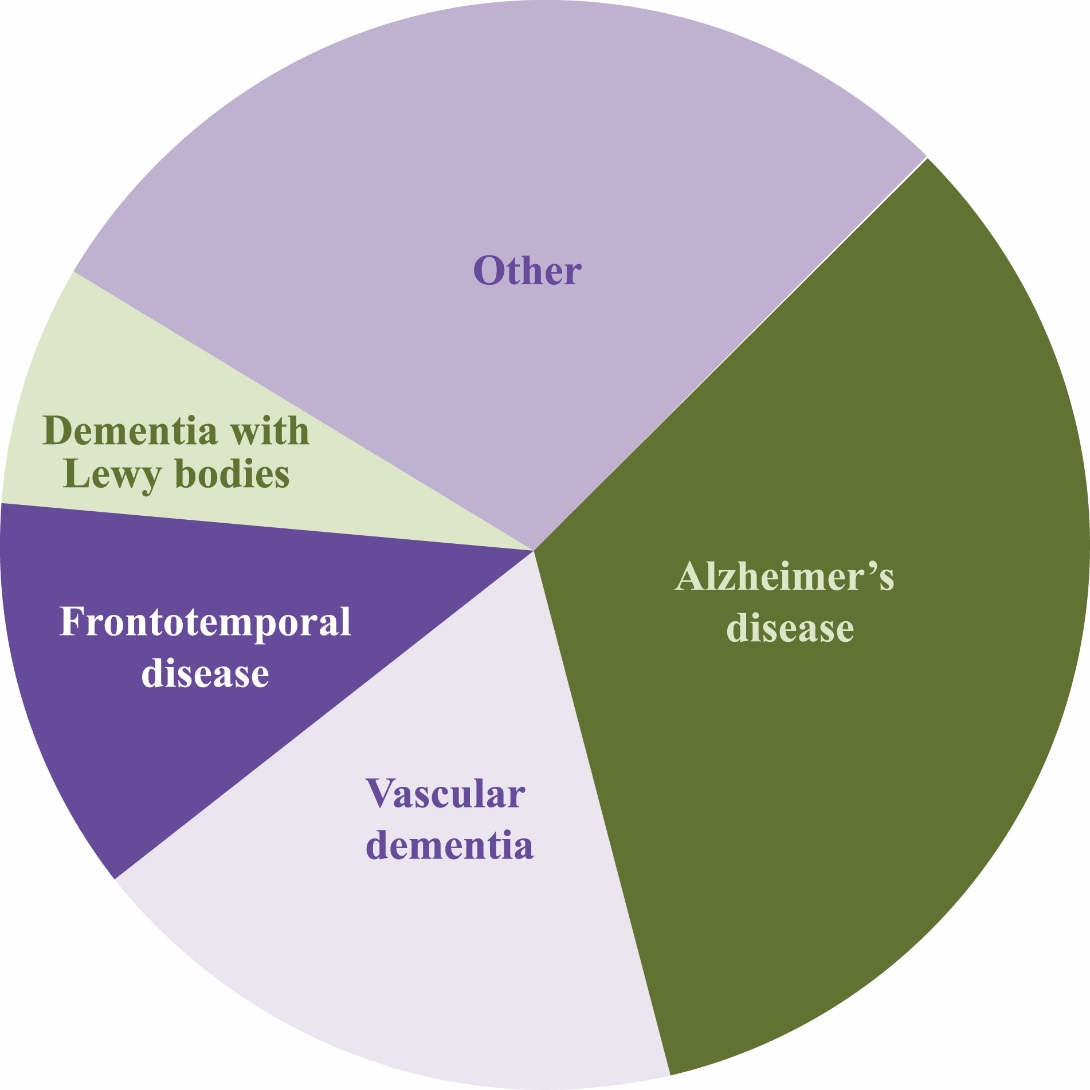 Other
Dementia with
Lewy bodies
Alzheimer’s
disease
Frontotemporal
disease
Vascular
dementia